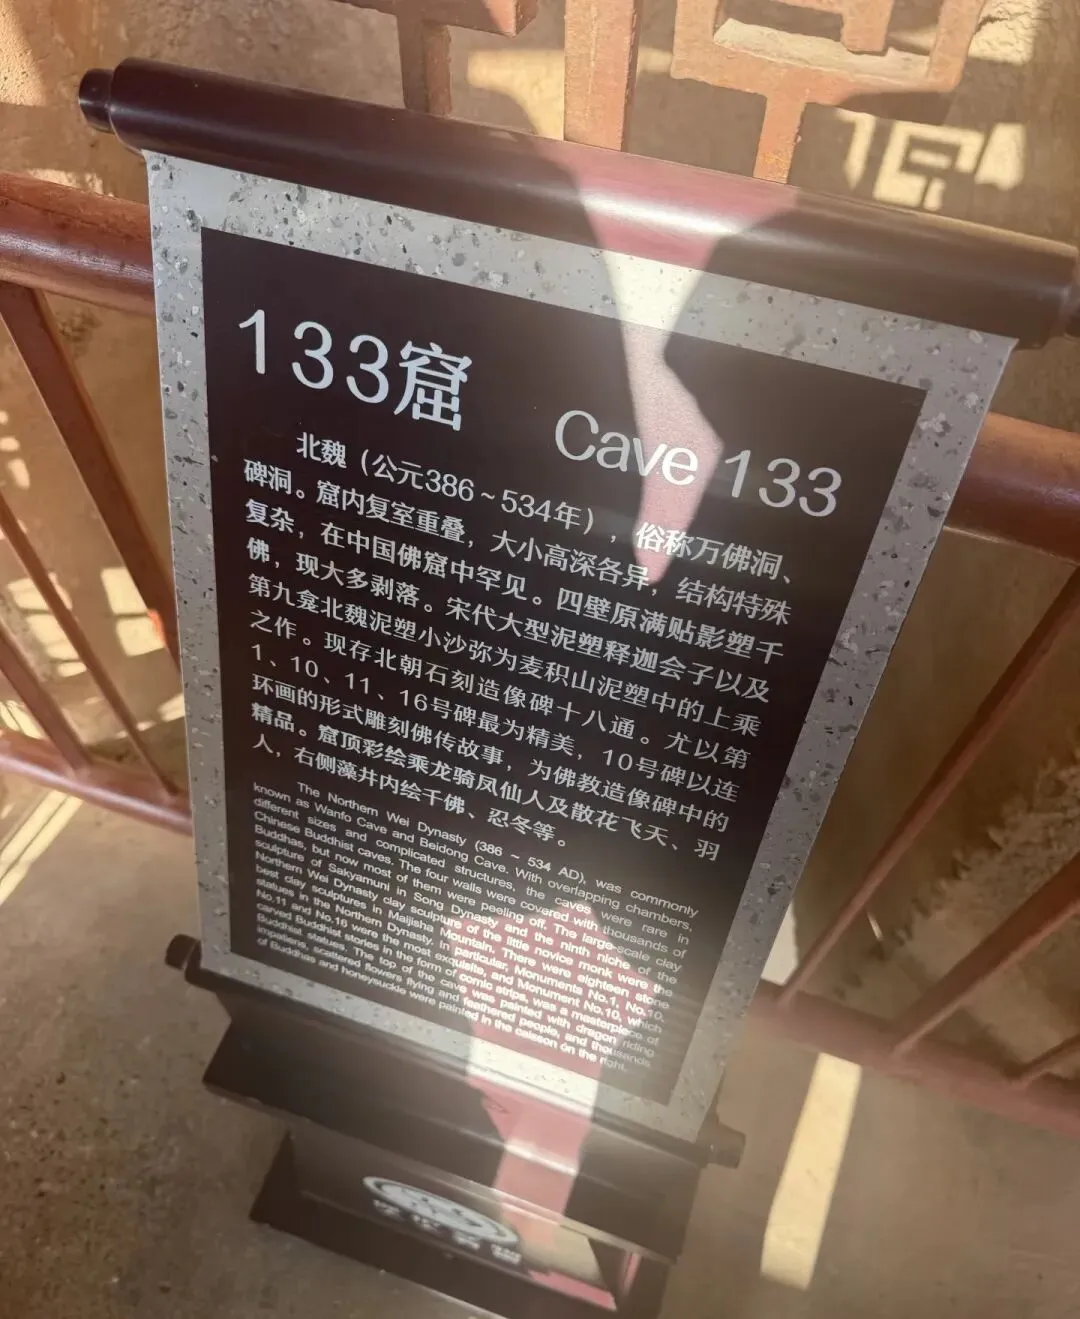 133窟
Cave 133
北魏（公元386～534年），俗称万佛洞、
碑洞。窟内复室重叠，大小高深各异，结构特殊
复杂，在中国佛窟中罕见。四壁原满贴影塑千
佛，现大多剥落。宋代大型泥塑释迦会子以及
第九龛北魏泥塑小沙弥为麦积山泥塑中的上乘
之作。现存北朝石刻造像碑十八通。尤以第
1、10、11、16号碑最为精美，10号碑以连
环画的形式雕刻佛传故事，为佛教造像碑中的
精品。窟顶彩绘乘龙骑凤仙人及散花飞天、羽
人，右侧藻井内绘千佛、忍冬等。
The Northern Wei Dynasty (386 ~ 534 AD), was commonly
known as Wanfo Cave and Beidong Cave. With overlapping chambers,
different sizes and complicated structures, the caves were rare in
Chinese Buddhist caves. The four walls were covered with thousands of
Buddhas, but now most of them were peeling off. The large-scale clay
sculpture of Sakyamuni in Song Dynasty and the ninth niche of the
Northern Wei Dynasty clay sculpture of the little novice monk were the
best clay sculptures in Maijisha Mountain. There were eighteen stone
statues in the Northern Dynasty. In particular, Monuments No.1, No.10,
No.11 and No.16 were the most exquisite, and Monument No.10, which
carved Buddhist stories in the form of comic strips, was a masterpiece of
Buddhist statues. The top of the cave was painted with dragon riding
impatiens, scattered flowers flying and feathered people, and thousands
of Buddhas and honeysuckle were painted in the caisson on the right.